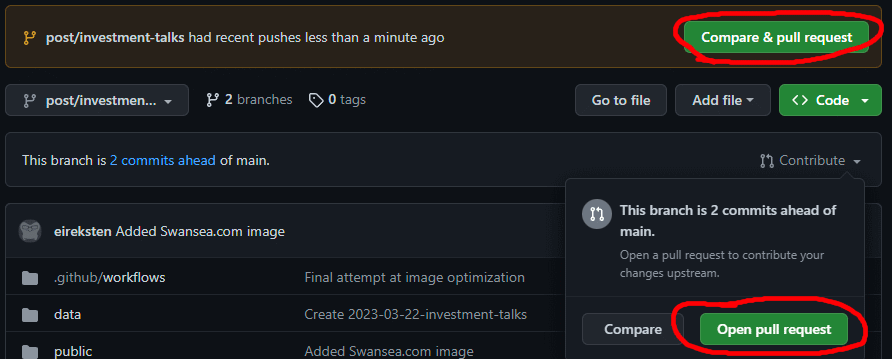 post/investment-talks had recent pushes less than a minute ago
Compare & pull request
post/investmen...
2 branches
0 tags
Go to file
Add file
<> Code
This branch is 2 commits ahead of main.
Contribute
This branch is 2 commits ahead of
main.
Open a pull request to contribute your
changes upstream.
Compare
Open pull request
eireksten Added Swansea.com image
.github/workflows
Final attempt at image optimization
data
Create 2023-03-22-investment-talks
public
Added Swansea.com image